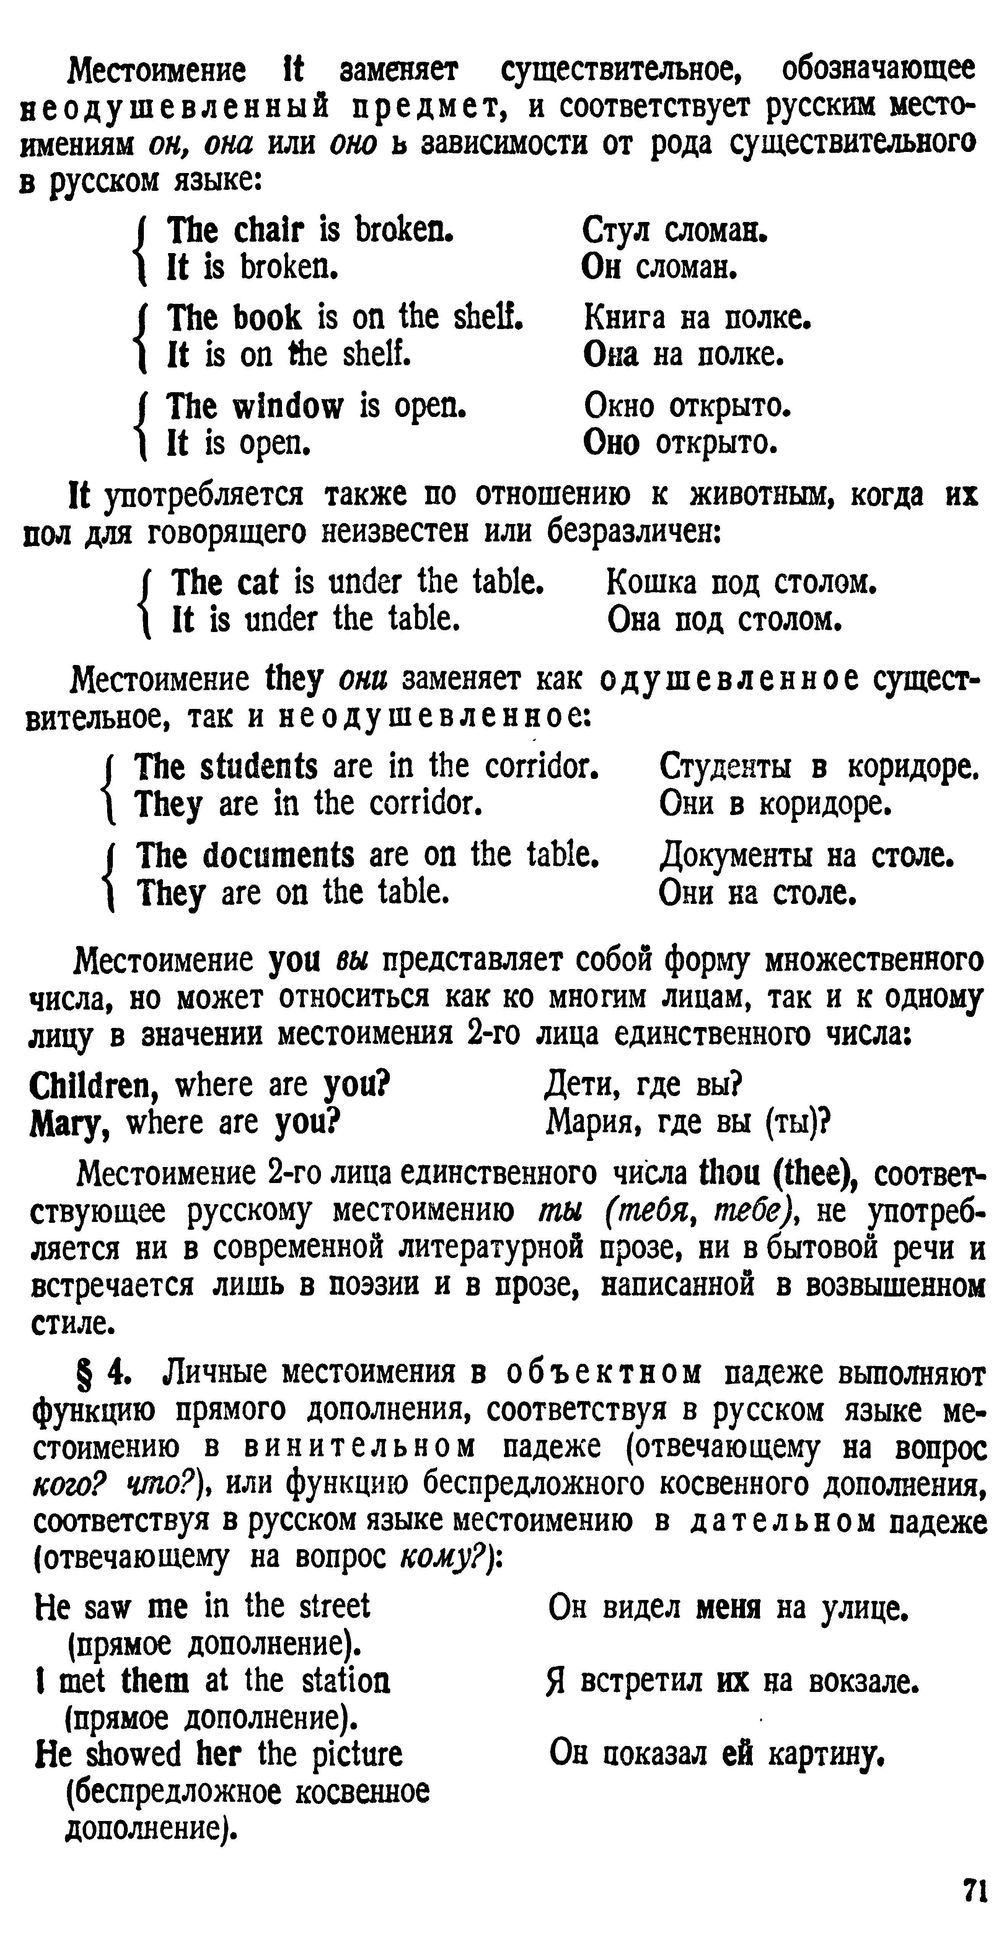 Местоимение it заменяет существительное, обозначающее
неодушевленный предмет, и соответствует русским место-
имениям он, она или оно в зависимости от рода существительного
в русском языке:
The chair is broken. Стул сломан.
It is broken. Он сломан.
The book is on the shelf. Книга на полке.
It is on the shelf. Она на полке.
The window is open. Окно открыто.
It is open. Оно открыто.
It употребляется также по отношению к животным, когда их
пол для говорящего неизвестен или безразличен:
The cat is under the table. Кошка под столом.
It is under the table. Она под столом.
Местоимение they они заменяет как одушевленное сущест-
вительное, так и неодушевленное:
The students are in the corridor. Студенты в коридоре.
They are in the corridor. Они в коридоре.
The documents are on the table. Документы на столе.
They are on the table. Они на столе.
Местоимение you вы представляет собой форму множественного
числа, но может относиться как ко многим лицам, так и к одному
лицу в значении местоимения 2-го лица единственного числа:
Children, where are you? Дети, где вы?
Mary, where are you? Мария, где вы (ты)?
Местоимение 2-го лица единственного числа thou (thee), соответ-
ствующее русскому местоимению ты (тебя, тебе), не употреб-
ляется ни в современной литературной прозе, ни в бытовой речи и
встречается лишь в поэзии и в прозе, написанной в возвышенном
стиле.
§ 4. Личные местоимения в объектном падеже выполняют
функцию прямого дополнения, соответствуя в русском языке ме-
стоимению в винительном падеже (отвечающему на вопрос
кого? что?), или функцию беспредложного косвенного дополнения,
соответствуя в русском языке местоимению в дательном падеже
(отвечающему на вопрос кому?):
He saw me in the street Он видел меня на улице.
(прямое дополнение).
I met them at the station Я встретил их на вокзале.
(прямое дополнение).
He showed her the picture Он показал ей картину.
(беспредложное косвенное
дополнение).
71